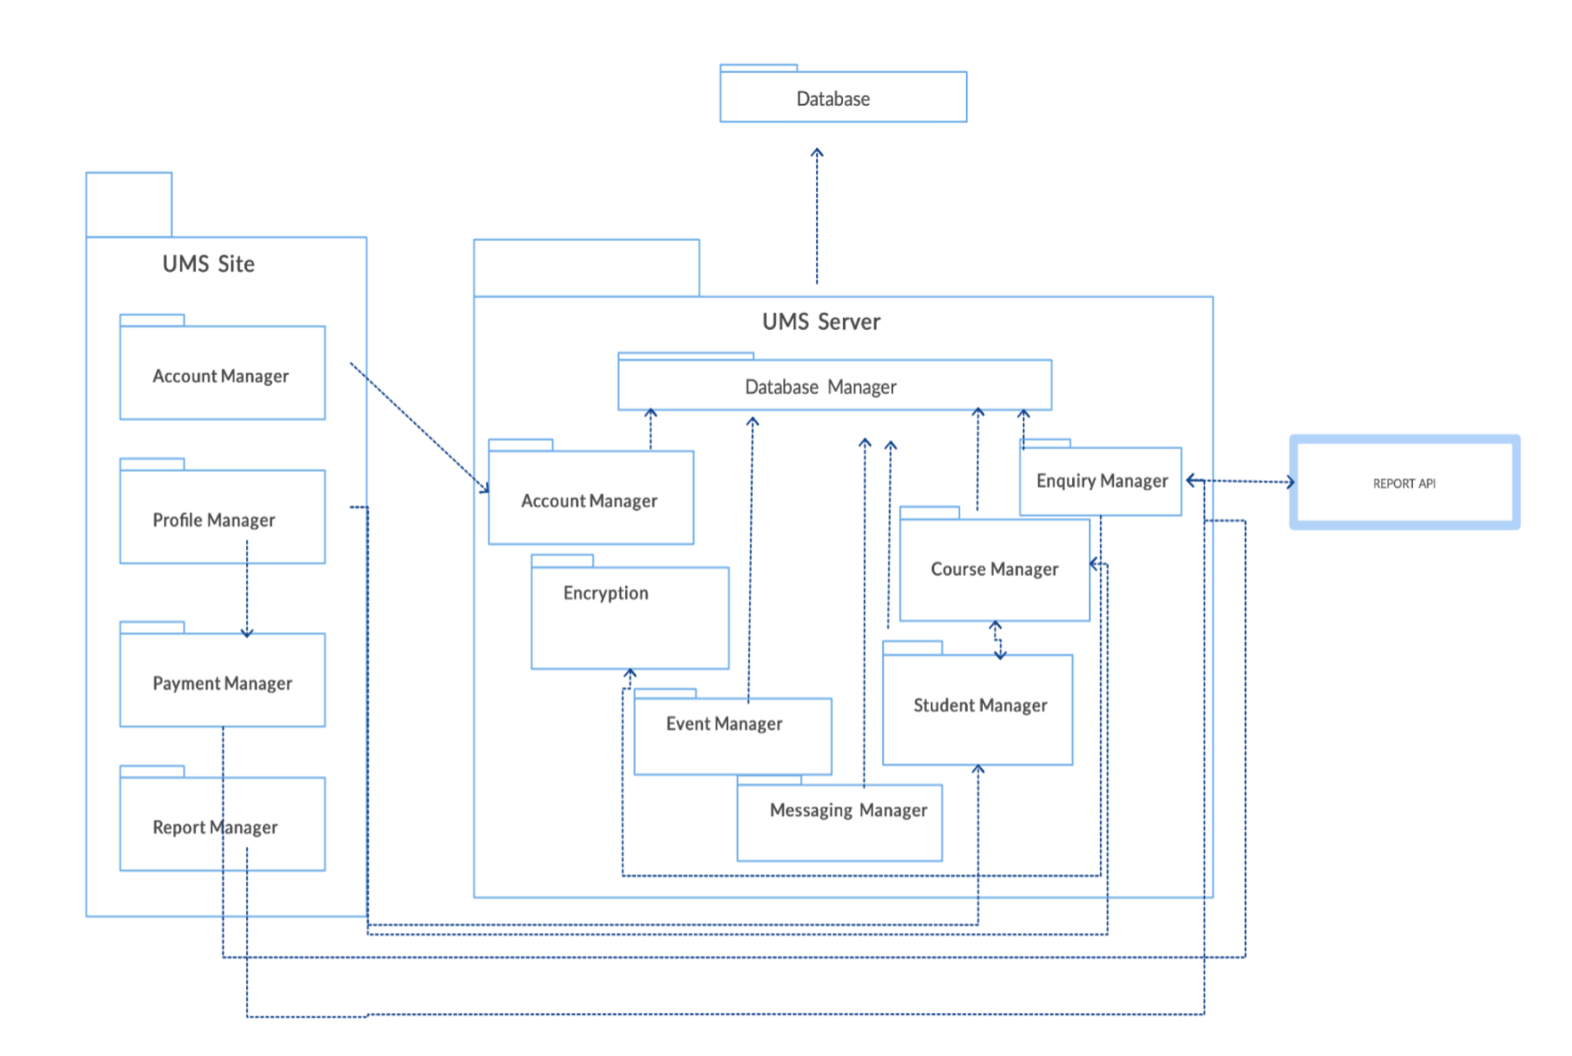 Database
UMS Site
Account Manager
Profile Manager
Payment Manager
Report Manager
UMS Server
Database Manager
Account Manager
Enquiry Manager
Encryption
Course Manager
Event Manager
Student Manager
Messaging Manager
REPORT API